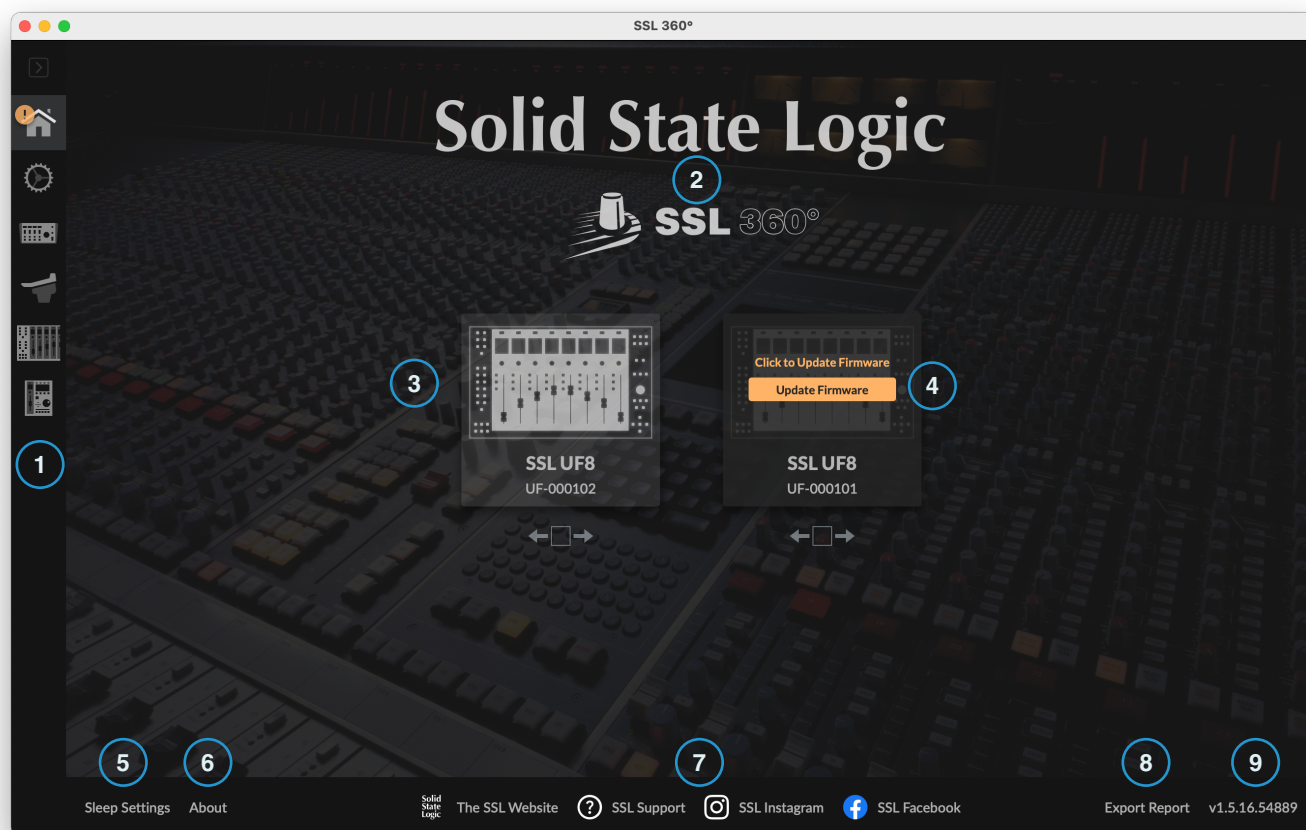 SSL 360°
Solid State Logic
2
SSL 360°
3
Click to Update Firmware
Update Firmware
4
SSL UF8
UF-000102
SSL UF8
UF-000101
1
5
6
7
8
9
Sleep Settings
About
Solid
State
Logic
The SSL Website
? SSL Support
SSL Instagram
f SSL Facebook
Export Report
v1.5.16.54889